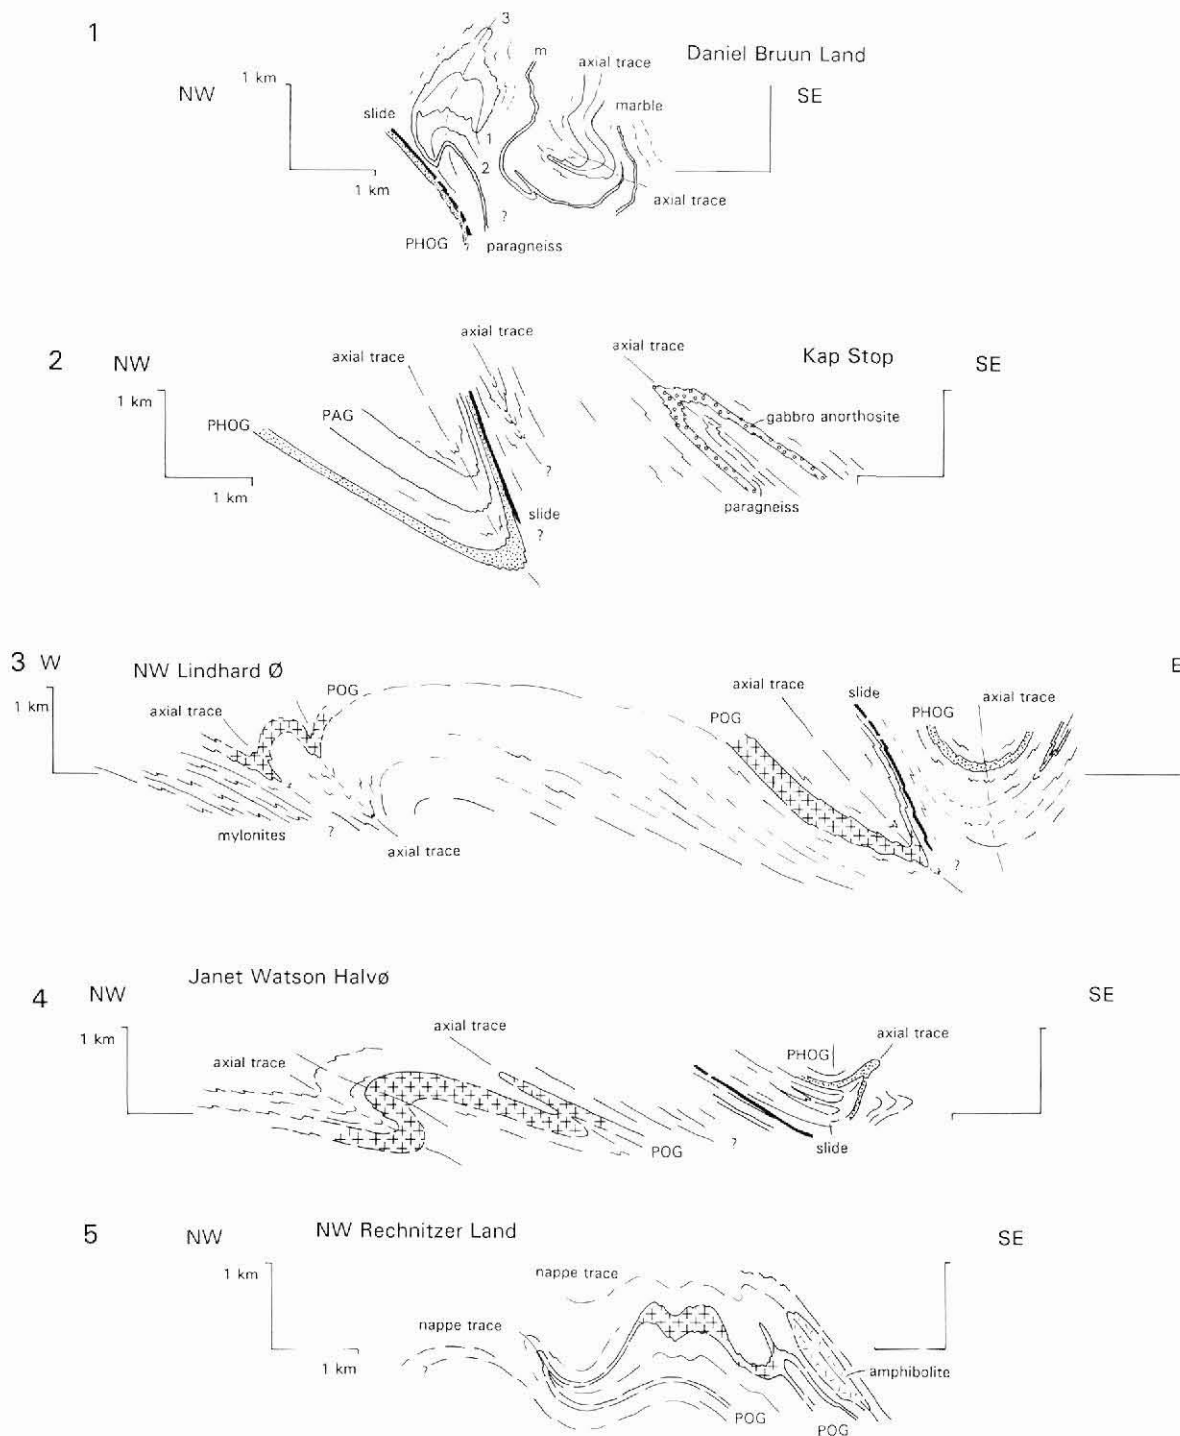 1
3
m
axial trace
Daniel Bruun Land
1 km
NW
SE
marble
slide
1
2
1 km
axial trace
?
PHOG
?
paragneiss
axial trace
2
NW
axial trace
axial trace
Kap Stop
SE
1 km
PAG
PHOG
gabbro anorthosite
?
1 km
slide
?
paragneiss
3
W
NW Lindhard Ø
E
POG
axial trace
slide
axial trace
1 km
axial trace
PHOG
POG
mylonites
?
axial trace
?
Janet Watson Halvø
4
NW
SE
axial trace
axial trace
1 km
axial trace
PHOG
POG
?
slide
5
NW
NW Rechnitzer Land
SE
1 km
nappe trace
nappe trace
1 km
?
amphibolite
POG
POG